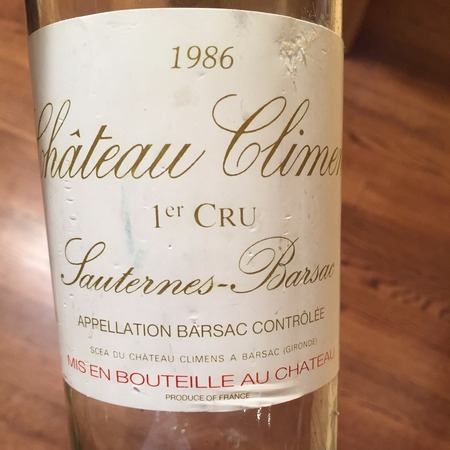 1986
Château Climens
1er CRU
Sauternes-Barsac
APPELLATION BARSAC CONTRÔLÉE
SCEA DU CHÂTEAU CLIMENS A BARSAC (GIRONDE)
MIS EN BOUTEILLE AU CHATEAU
PRODUCE OF FRANCE